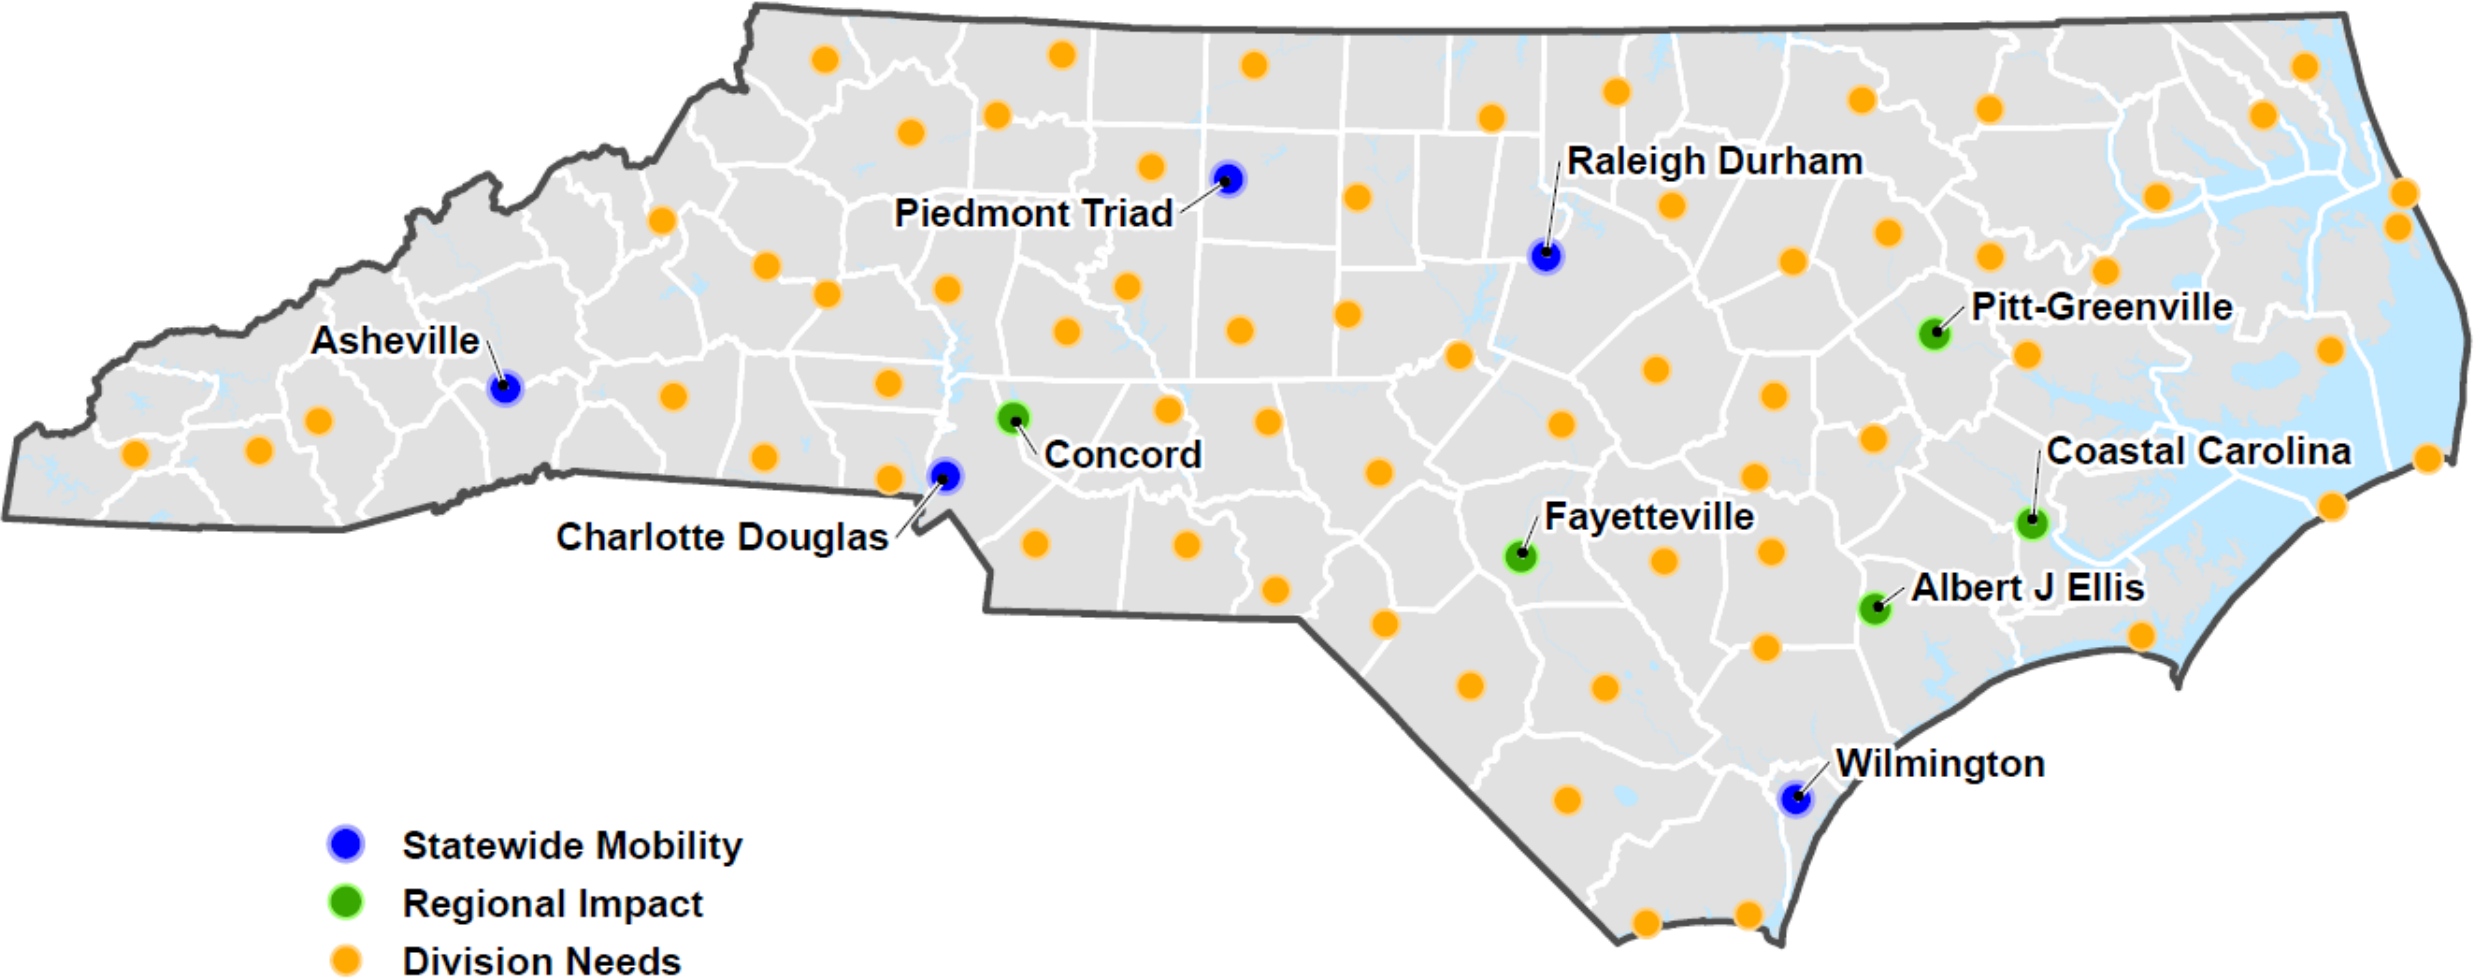 Raleigh Durham
Piedmont Triad
Pitt-Greenville
Asheville
Concord
Coastal Carolina
Fayetteville
Charlotte Douglas
Albert J Ellis
Wilmington
Statewide Mobility
Regional Impact
Division Needs